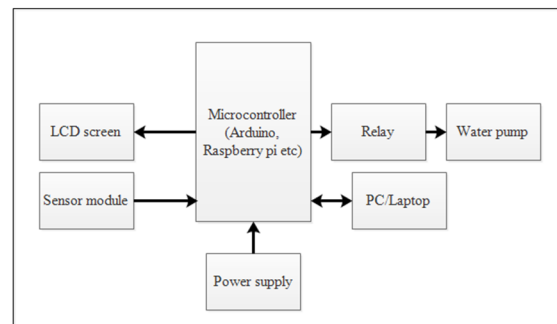 Microcontroller
(Arduino,
Raspberry pi etc)
LCD screen
Relay
Water pump
Sensor module
PC/Laptop
Power supply